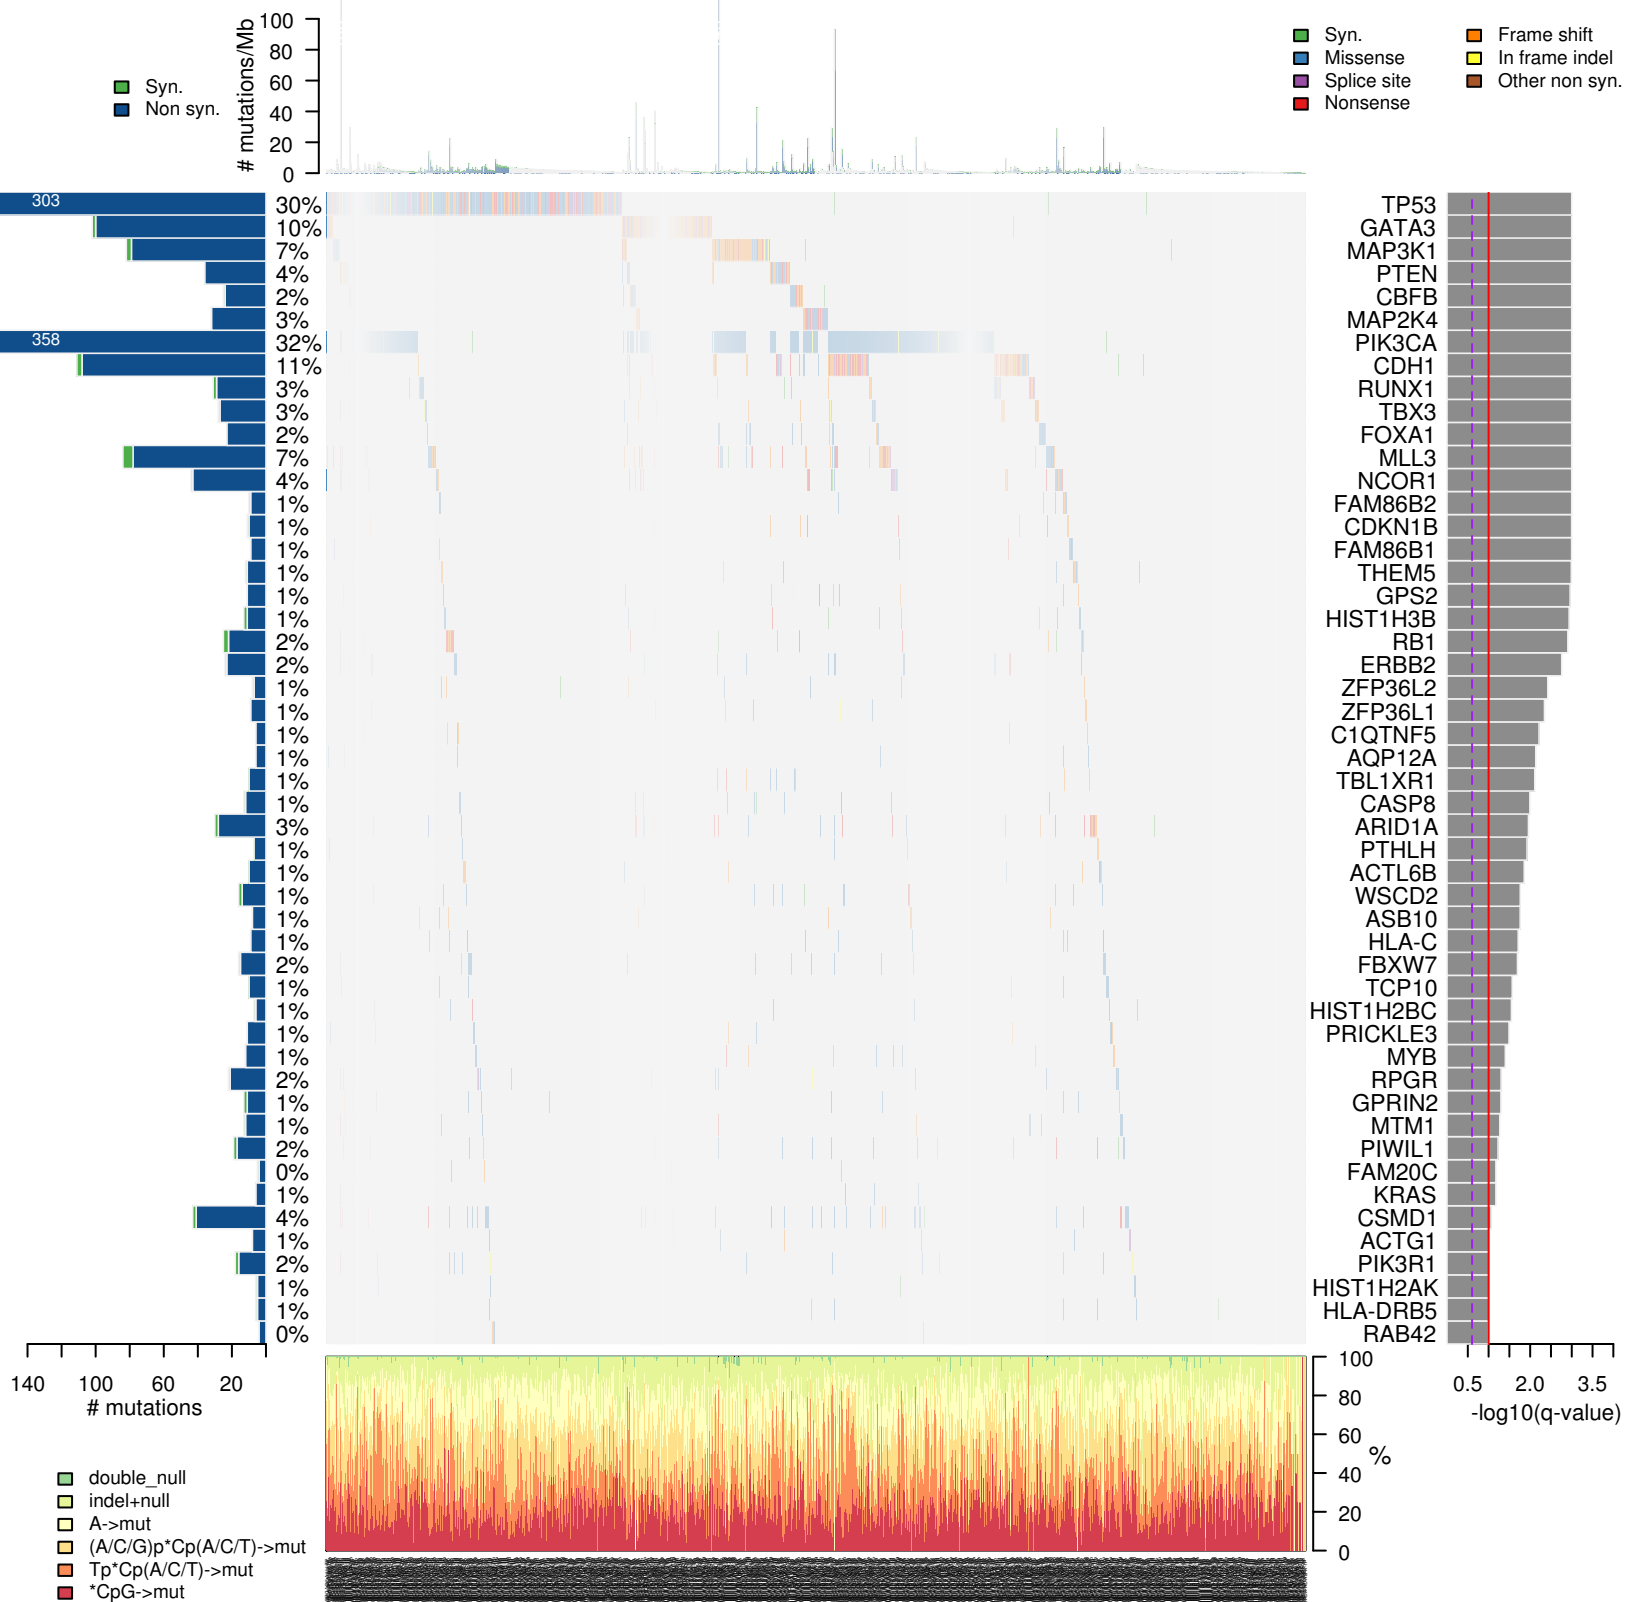 # mutations/Mb
100
80
60
40
20
0
Syn.
Non syn.
Syn.
Missense
Splice site
Nonsense
Frame shift
In frame indel
Other non syn.
303 30% TP53
10% GATA3
7% MAP3K1
4% PTEN
2% CBFB
3% MAP2K4
358 32% PIK3CA
11% CDH1
3% RUNX1
3% TBX3
2% FOXA1
7% MLL3
4% NCOR1
1% FAM86B2
1% CDKN1B
1% FAM86B1
1% THEM5
1% GPS2
1% HIST1H3B
2% RB1
2% ERBB2
1% ZFP36L2
1% ZFP36L1
1% C1QTNF5
1% AQP12A
1% TBL1XR1
1% CASP8
3% ARID1A
1% PTHLH
1% ACTL6B
1% WSCD2
1% ASB10
1% HLA-C
2% FBXW7
1% TCP10
1% HIST1H2BC
1% PRICKLE3
1% MYB
2% RPGR
1% GPRIN2
1% MTM1
2% PIWIL1
0% FAM20C
1% KRAS
4% CSMD1
1% ACTG1
2% PIK3R1
1% HIST1H2AK
1% HLA-DRB5
0% RAB42
140 100 60 20
# mutations
100
80
60
40
20
0
%
0.5 2.0 3.5
-log10(q-value)
double_null
indel+null
A->mut
(A/C/G)p*Cp(A/C/T)->mut
Tp*Cp(A/C/T)->mut
*CpG->mut